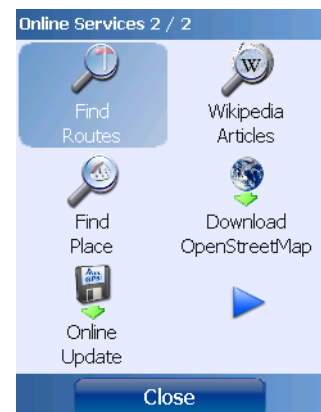 Online Services 2 / 2
W
Find
Routes
Wikipedia
Articles
Find
Place
Download
OpenStreetMap
Online
Update
Close